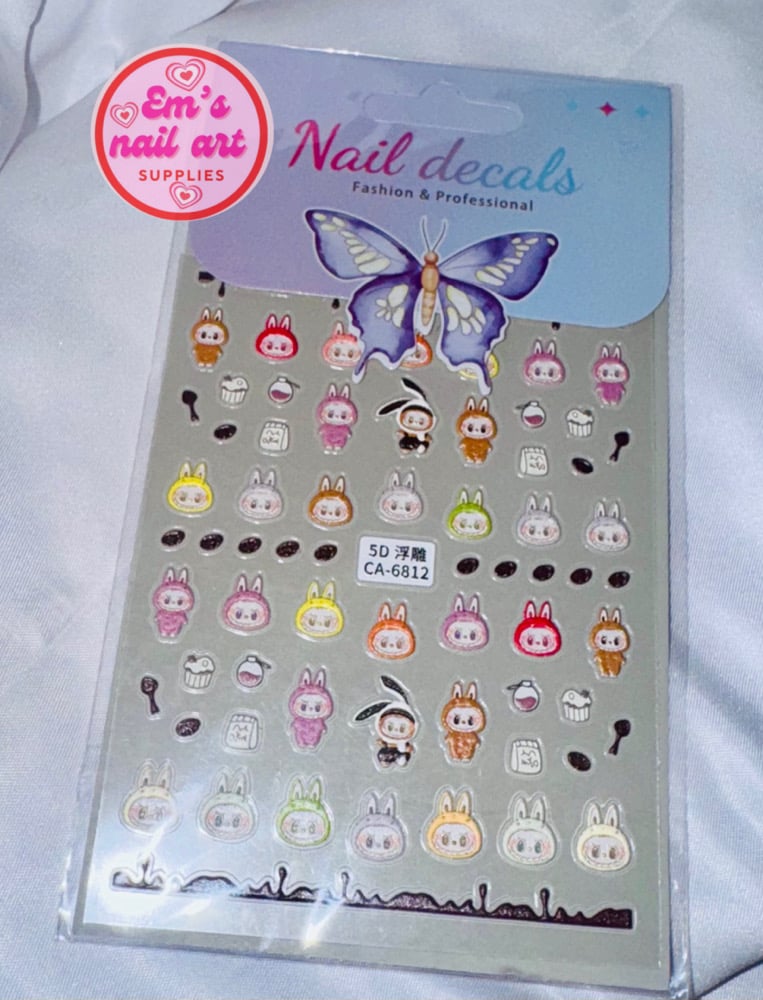 Em's
nail art
SUPPLIES
Nail decals
Fashion & Professional
5D 浮雕
CA-6812